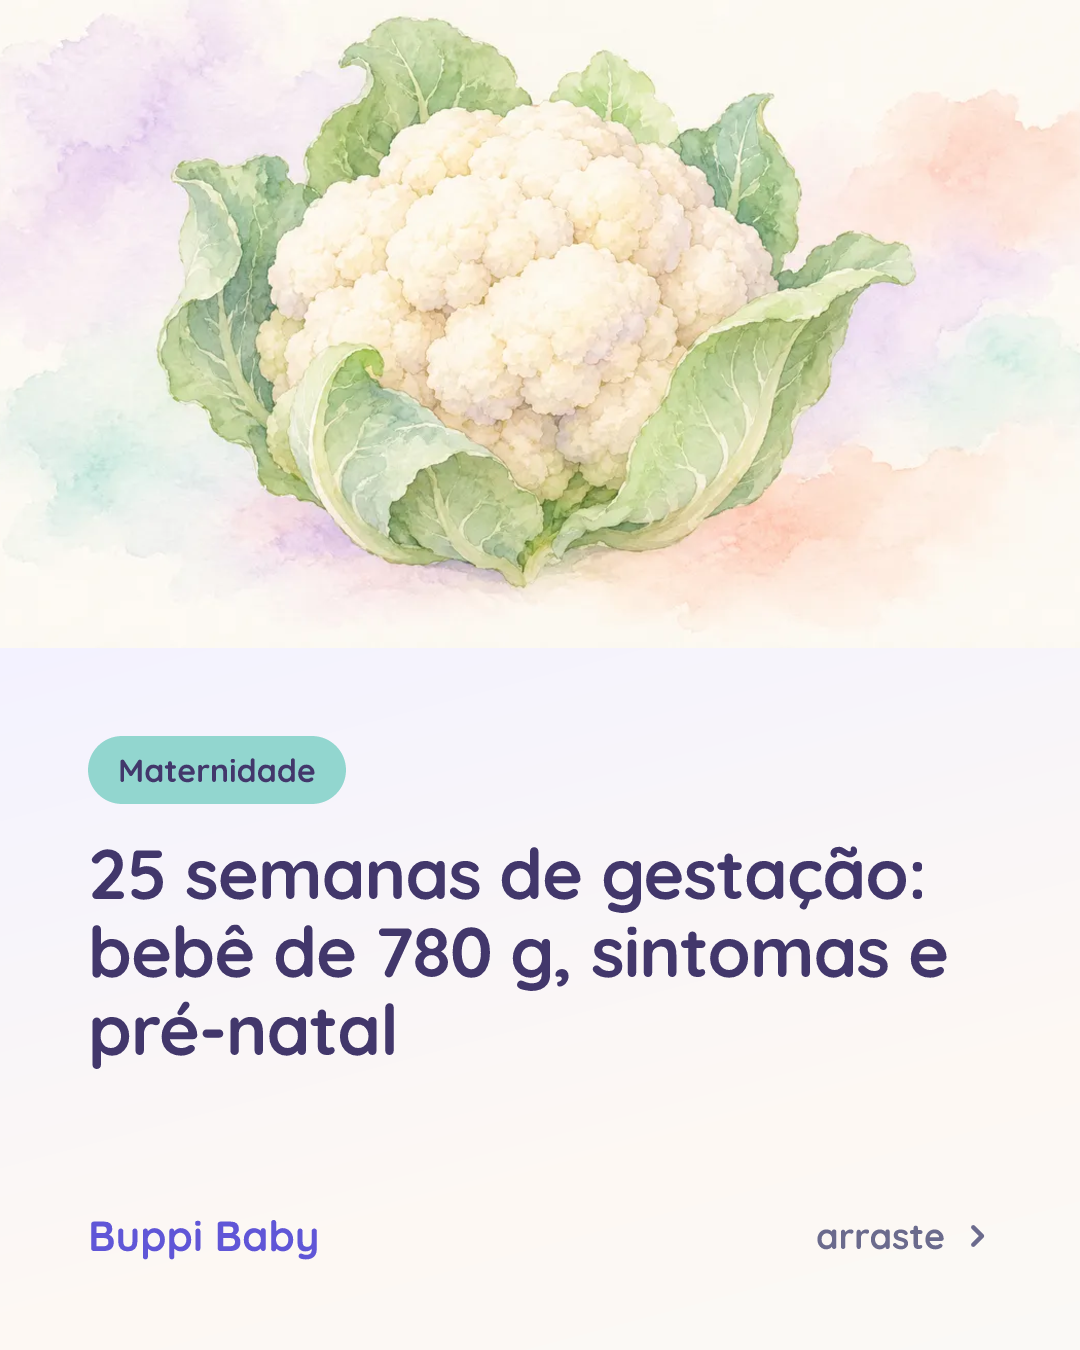 Maternidade
25 semanas de gestação:
bebê de 780 g, sintomas e
pré-natal
Buppi Baby
arraste >